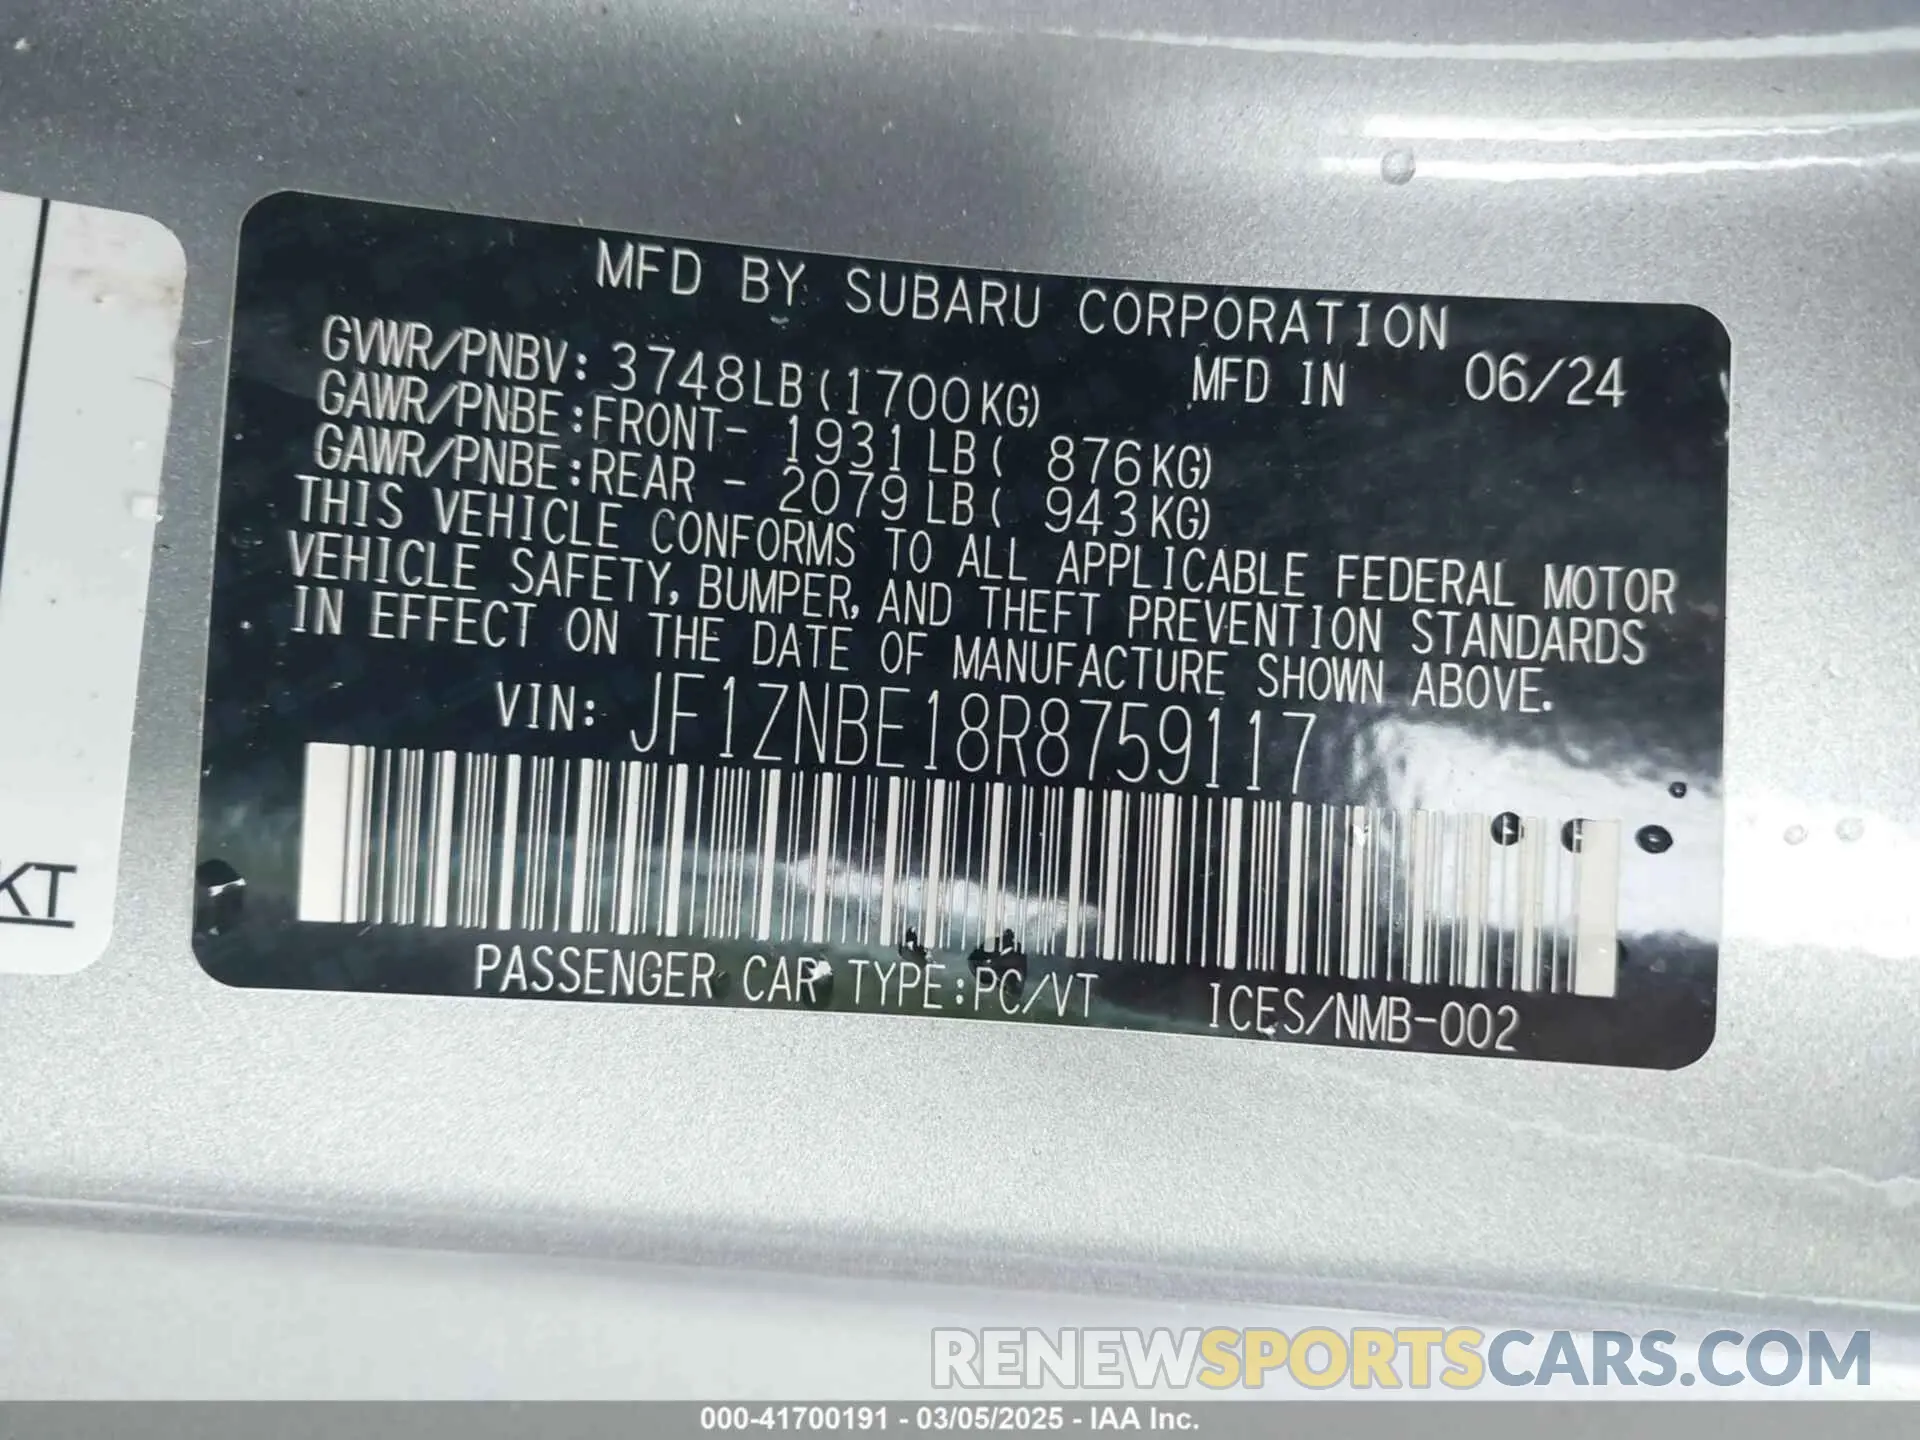 MFD BY SUBARU CORPORATION
GVWR/PNBV: 3748LB(1700KG) MFD IN 06/24
GAWR/PNBE:FRONT- 1931LB( 876KG)
GAWR/PNBE:REAR - 2079LB( 943KG)
THIS VEHICLE CONFORMS TO ALL APPLICABLE FEDERAL MOTOR
VEHICLE SAFETY, BUMPER, AND THEFT PREVENTION STANDARDS
IN EFFECT ON THE DATE OF MANUFACTURE SHOWN ABOVE.
VIN: JF1ZNBE18R8759117
PASSENGER CAR TYPE:PC/VT ICES/NMB-002
KT
RENEWSPORTSCARS.COM
000-41700191 - 03/05/2025 - IAA Inc.